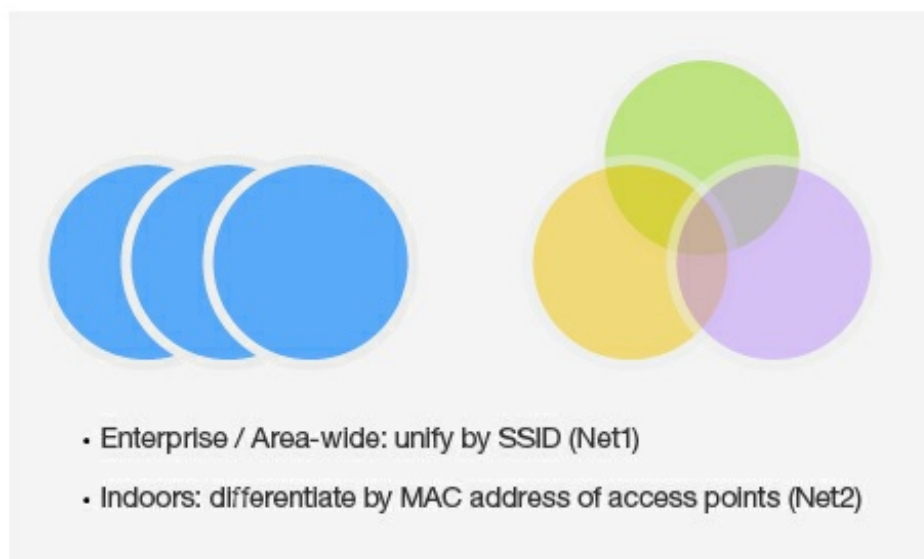 • Enterprise / Area-wide: unify by SSID (Net1)
• Indoors: differentiate by MAC address of access points (Net2)